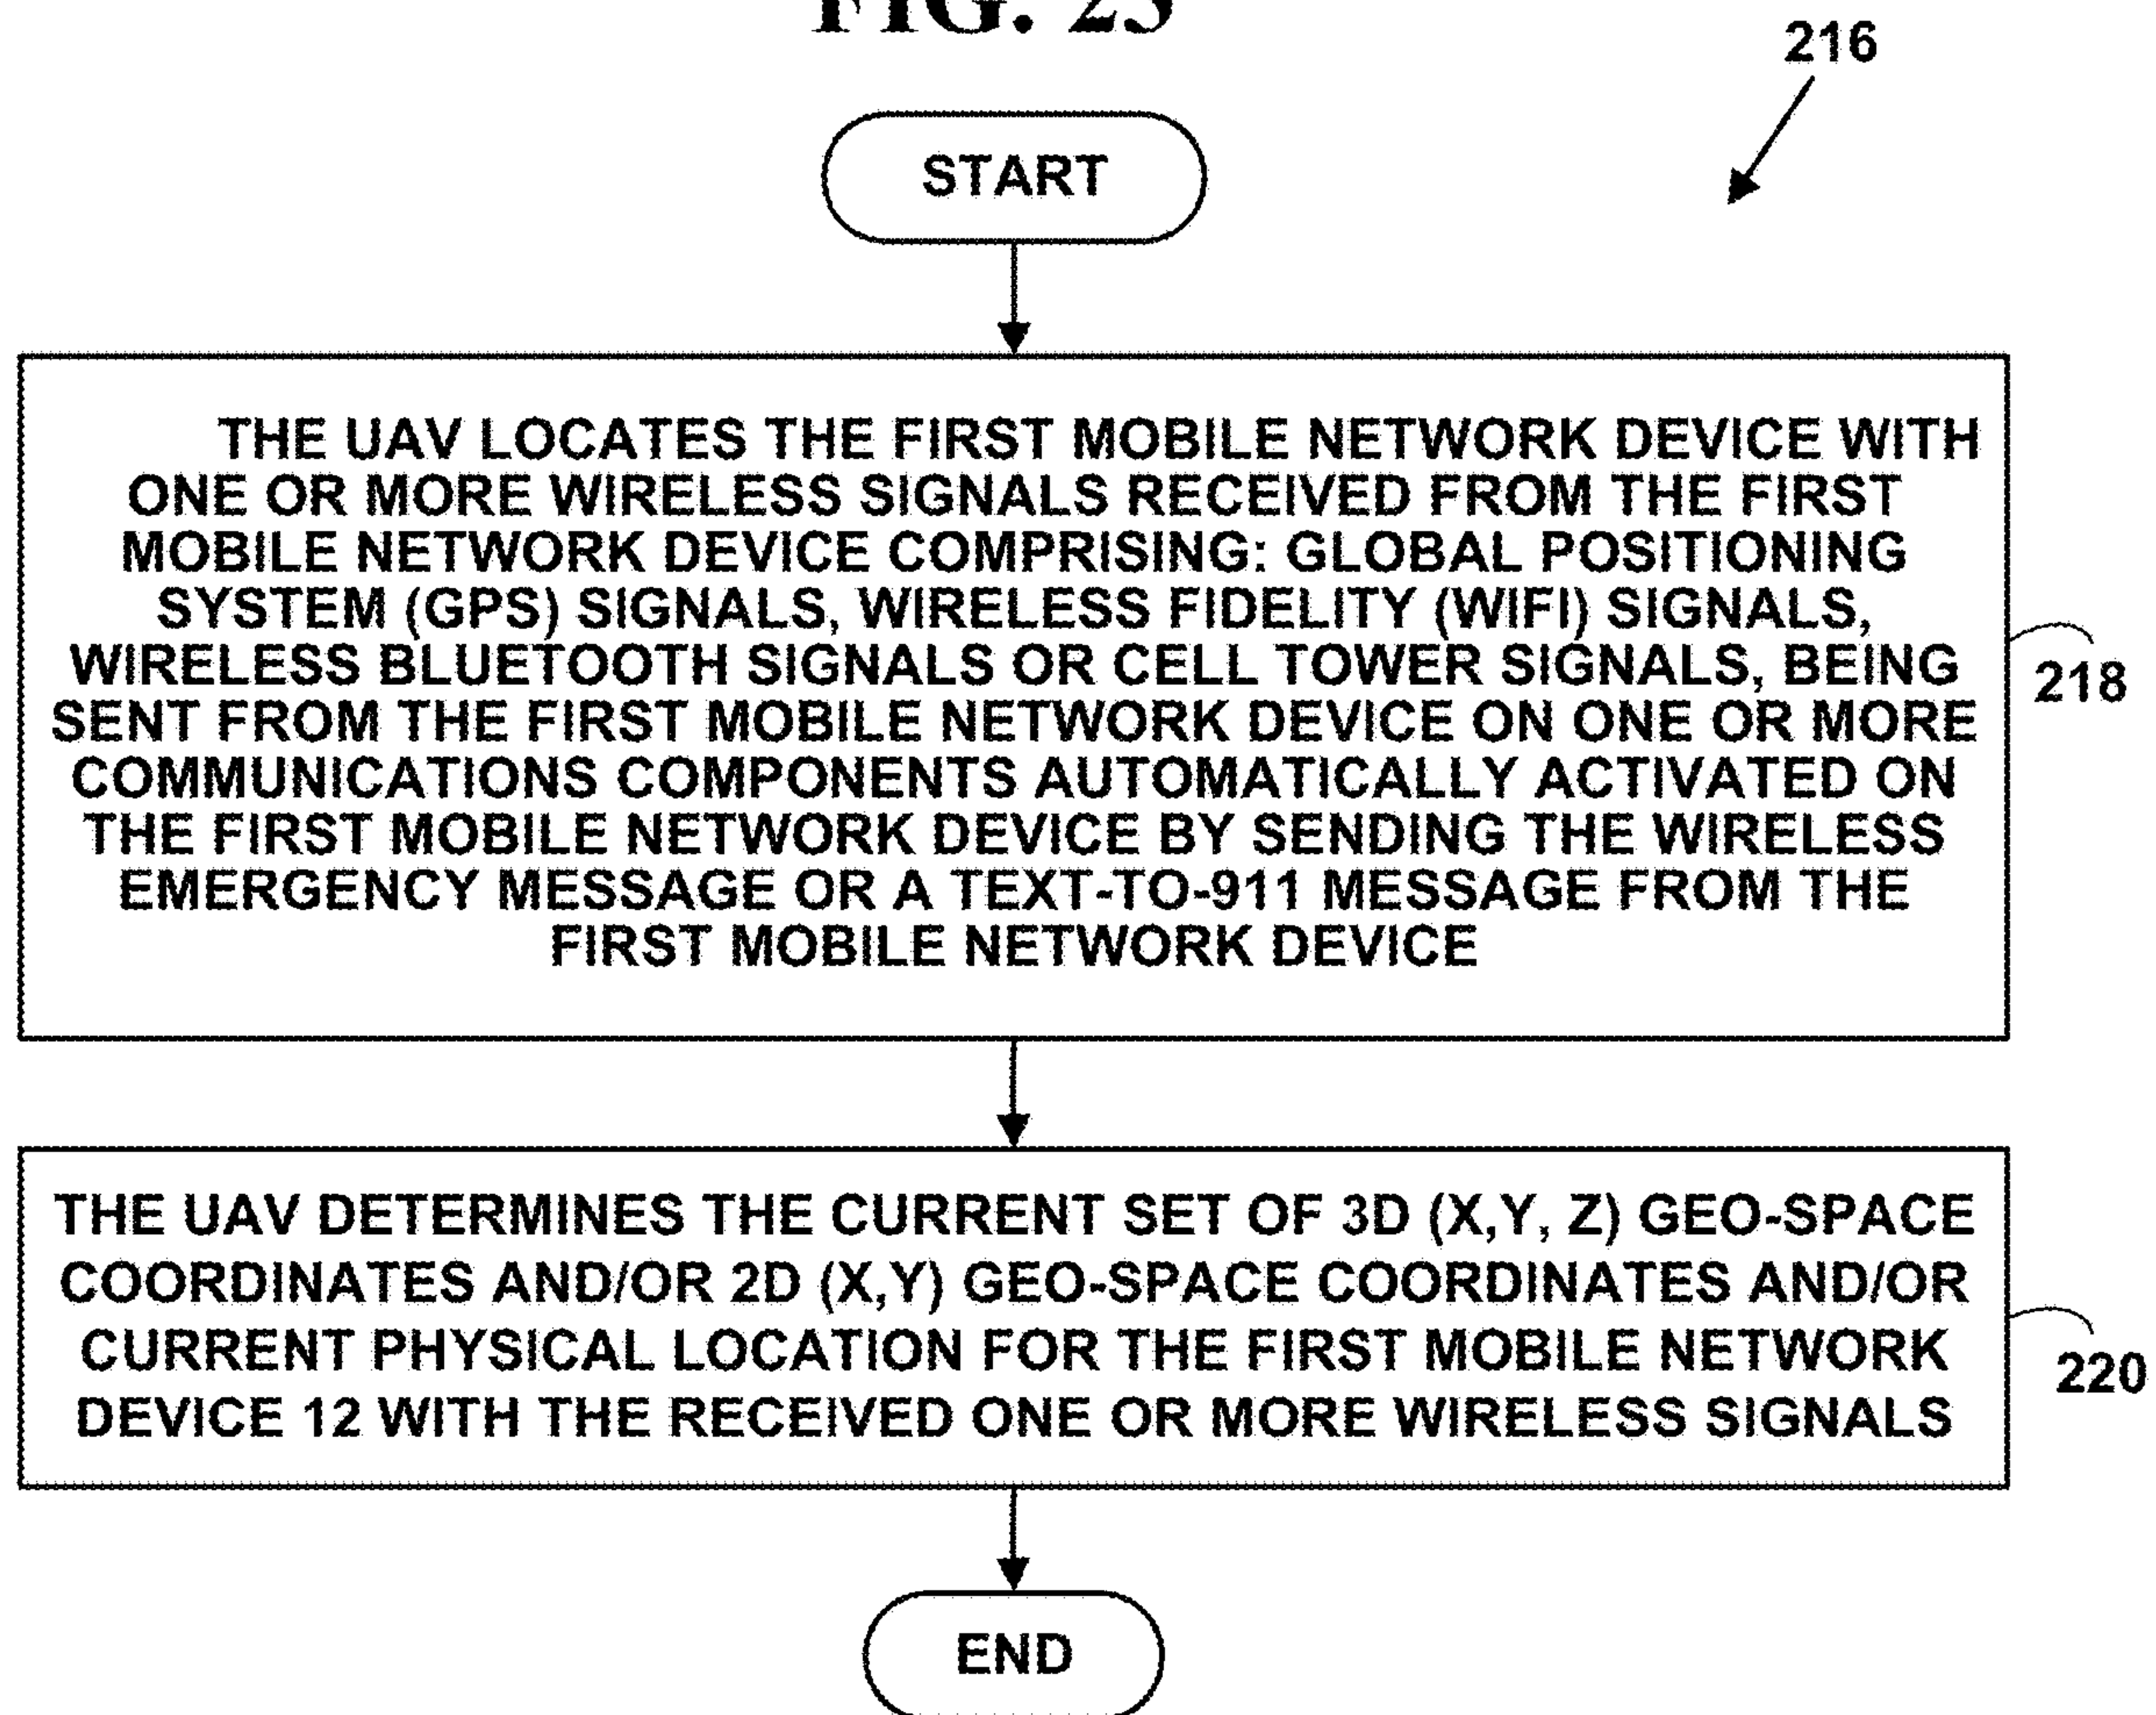 FIG. 23
216
START
THE UAV LOCATES THE FIRST MOBILE NETWORK DEVICE WITH
ONE OR MORE WIRELESS SIGNALS RECEIVED FROM THE FIRST
MOBILE NETWORK DEVICE COMPRISING: GLOBAL POSITIONING
SYSTEM (GPS) SIGNALS, WIRELESS FIDELITY (WIFI) SIGNALS,
WIRELESS BLUETOOTH SIGNALS OR CELL TOWER SIGNALS, BEING
SENT FROM THE FIRST MOBILE NETWORK DEVICE ON ONE OR MORE
COMMUNICATIONS COMPONENTS AUTOMATICALLY ACTIVATED ON
THE FIRST MOBILE NETWORK DEVICE BY SENDING THE WIRELESS
EMERGENCY MESSAGE OR A TEXT-TO-911 MESSAGE FROM THE
FIRST MOBILE NETWORK DEVICE
218
THE UAV DETERMINES THE CURRENT SET OF 3D (X,Y, Z) GEO-SPACE
COORDINATES AND/OR 2D (X,Y) GEO-SPACE COORDINATES AND/OR
CURRENT PHYSICAL LOCATION FOR THE FIRST MOBILE NETWORK
DEVICE 12 WITH THE RECEIVED ONE OR MORE WIRELESS SIGNALS
220
END